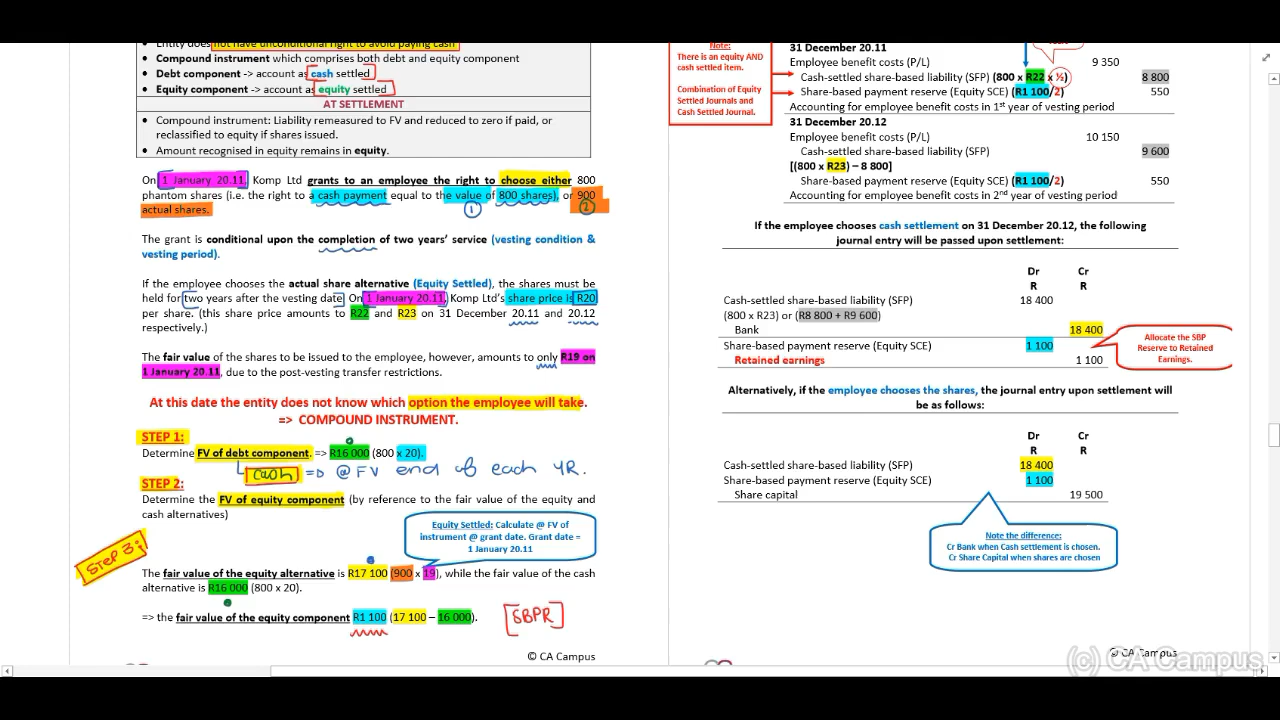 • Entity does not have unconditional right to avoid paying cash
• Compound instrument which comprises both debt and equity component
• Debt component -> account as cash settled
• Equity component -> account as equity settled
AT SETTLEMENT
• Compound instrument: Liability remeasured to FV and reduced to zero if paid, or
reclassified to equity if shares issued.
• Amount recognised in equity remains in equity.
On 1 January 20.11, Komp Ltd grants to an employee the right to choose either 800
phantom shares (i.e. the right to a cash payment equal to the value of 800 shares), or 900
actual shares.
1
1
The grant is conditional upon the completion of two years' service (vesting condition &
vesting period).
If the employee chooses the actual share alternative (Equity Settled), the shares must be
held for two years after the vesting date. On 1 January 20.11, Komp Ltd's share price is R20
per share. (this share price amounts to R22 and R23 on 31 December 20.11 and 20.12
respectively.)
The fair value of the shares to be issued to the employee, however, amounts to only R19 on
1 January 20.11, due to the post-vesting transfer restrictions.
At this date the entity does not know which option the employee will take.
=> COMPOUND INSTRUMENT.
STEP 1:
Determine FV of debt component. => R16 000 (800 x 20).
cash => @ FV end of each YR.
STEP 2:
Determine the FV of equity component (by reference to the fair value of the equity and
cash alternatives)
Equity Settled: Calculate @ FV of
instrument @ grant date. Grant date =
1 January 20.11
STEP 3:
The fair value of the equity alternative is R17 100 (900 x 19), while the fair value of the cash
alternative is R16 000 (800 x 20).
=> the fair value of the equity component R1 100 (17 100 – 16 000).
[SBPR]
© CA Campus
Note:
There is an equity AND
cash settled item.
Combination of Equity
Settled Journals and
Cash Settled Journal.
31 December 20.11
Employee benefit costs (P/L) 9 350
Cash-settled share-based liability (SFP) (800 x R22 x ½) 8 800
Share-based payment reserve (Equity SCE) (R1 100/2) 550
Accounting for employee benefit costs in 1st year of vesting period
31 December 20.12
Employee benefit costs (P/L) 10 150
Cash-settled share-based liability (SFP) 9 600
[(800 x R23) – 8 800]
Share-based payment reserve (Equity SCE) (R1 100/2) 550
Accounting for employee benefit costs in 2nd year of vesting period
If the employee chooses cash settlement on 31 December 20.12, the following
journal entry will be passed upon settlement:
Dr Cr
R R
Cash-settled share-based liability (SFP) 18 400
(800 x R23) or (R8 800 + R9 600)
Bank 18 400
Share-based payment reserve (Equity SCE) 1 100
Retained earnings 1 100
Allocate the SBP
Reserve to Retained
Earnings.
Alternatively, if the employee chooses the shares, the journal entry upon settlement will
be as follows:
Dr Cr
R R
Cash-settled share-based liability (SFP) 18 400
Share-based payment reserve (Equity SCE) 1 100
Share capital 19 500
Note the difference:
Cr Bank when Cash settlement is chosen.
Cr Share Capital when shares are chosen
© CA Campus
(c) CA Campus